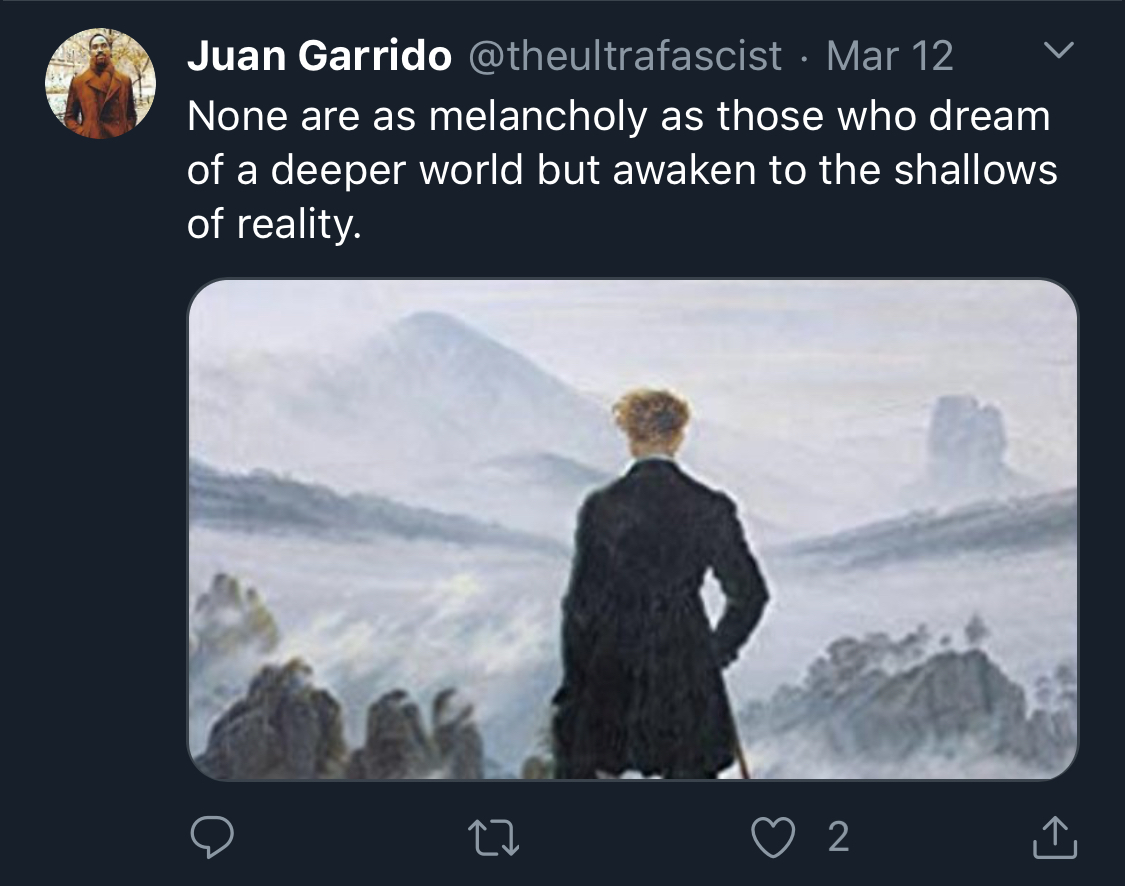 Juan Garrido @theultrafascist · Mar 12
None are as melancholy as those who dream
of a deeper world but awaken to the shallows
of reality.
2